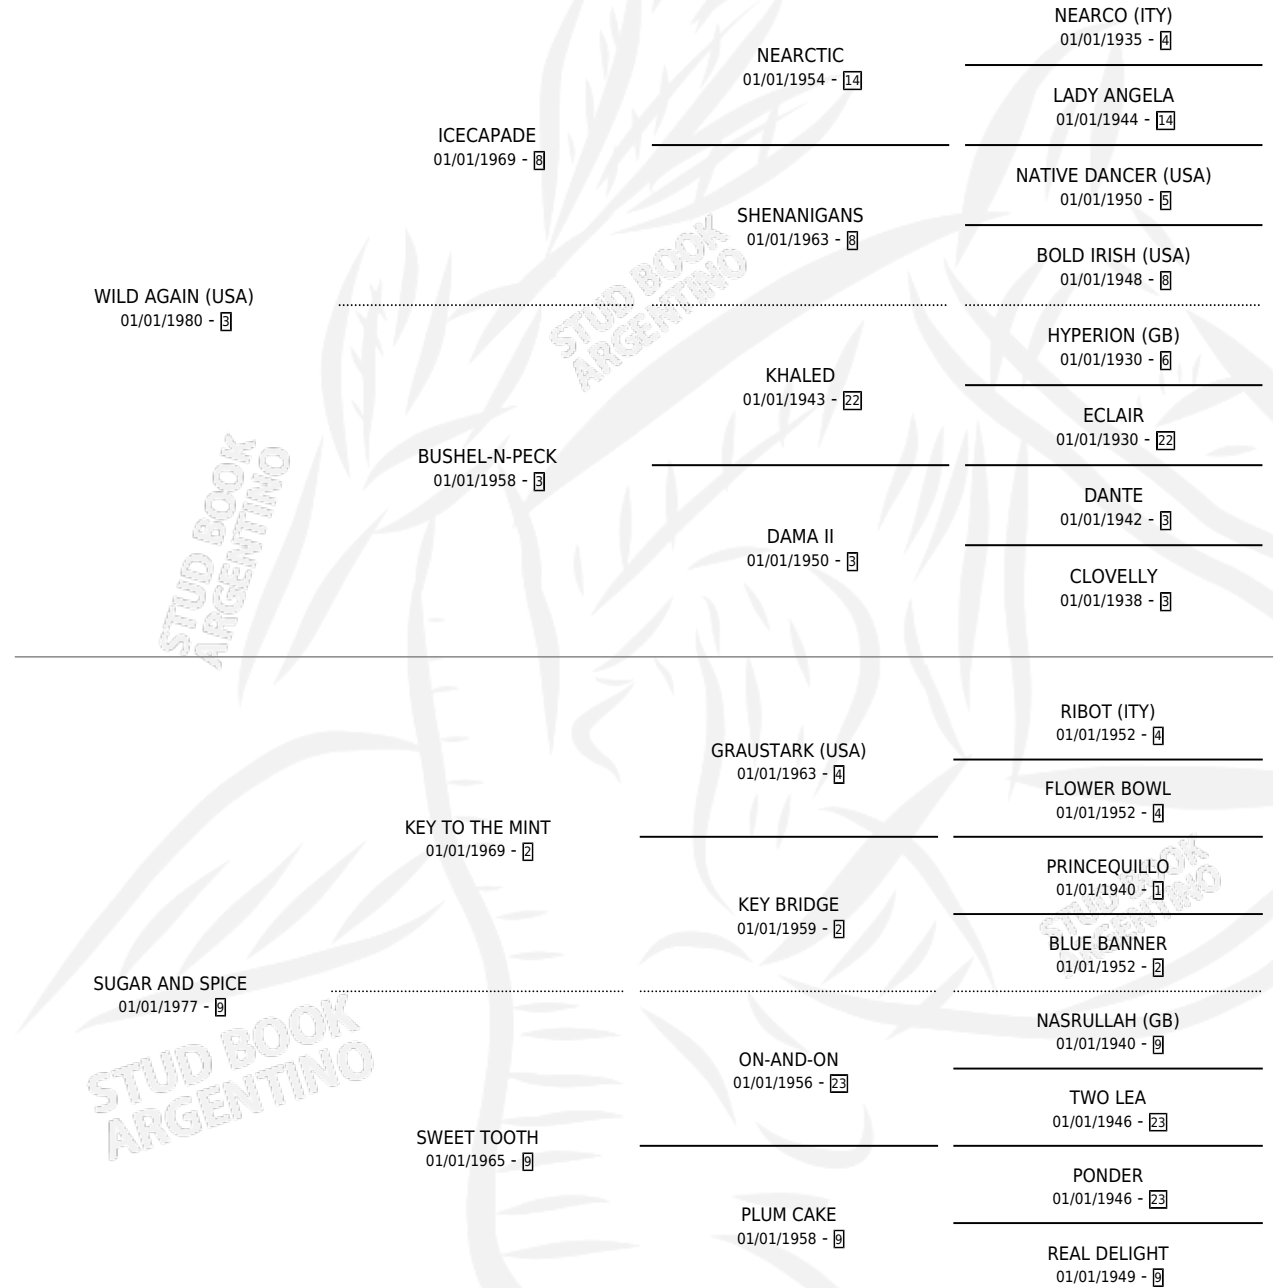 NEARCO (ITY)
01/01/1935 - 4
NEARCTIC
01/01/1954 - 14
LADY ANGELA
01/01/1944 - 14
ICECAPADE
01/01/1969 - 8
NATIVE DANCER (USA)
01/01/1950 - 5
SHENANIGANS
01/01/1963 - 8
BOLD IRISH (USA)
01/01/1948 - 8
WILD AGAIN (USA)
01/01/1980 - 3
HYPERION (GB)
01/01/1930 - 6
KHALED
01/01/1943 - 22
ECLAIR
01/01/1930 - 22
BUSHEL-N-PECK
01/01/1958 - 3
DANTE
01/01/1942 - 3
DAMA II
01/01/1950 - 3
CLOVELLY
01/01/1938 - 3
RIBOT (ITY)
01/01/1952 - 4
GRAUSTARK (USA)
01/01/1963 - 4
FLOWER BOWL
01/01/1952 - 4
KEY TO THE MINT
01/01/1969 - 2
PRINCEQUILLO
01/01/1940 - 1
KEY BRIDGE
01/01/1959 - 2
BLUE BANNER
01/01/1952 - 2
SUGAR AND SPICE
01/01/1977 - 9
NASRULLAH (GB)
01/01/1940 - 9
ON-AND-ON
01/01/1956 - 23
TWO LEA
01/01/1946 - 23
SWEET TOOTH
01/01/1965 - 9
PONDER
01/01/1946 - 23
PLUM CAKE
01/01/1958 - 9
REAL DELIGHT
01/01/1949 - 9
STUD BOOK
ARGENTINO
STUD BOOK
ARGENTINO
STUD BOOK
ARGENTINO
STUD BOOK
ARGENTINO